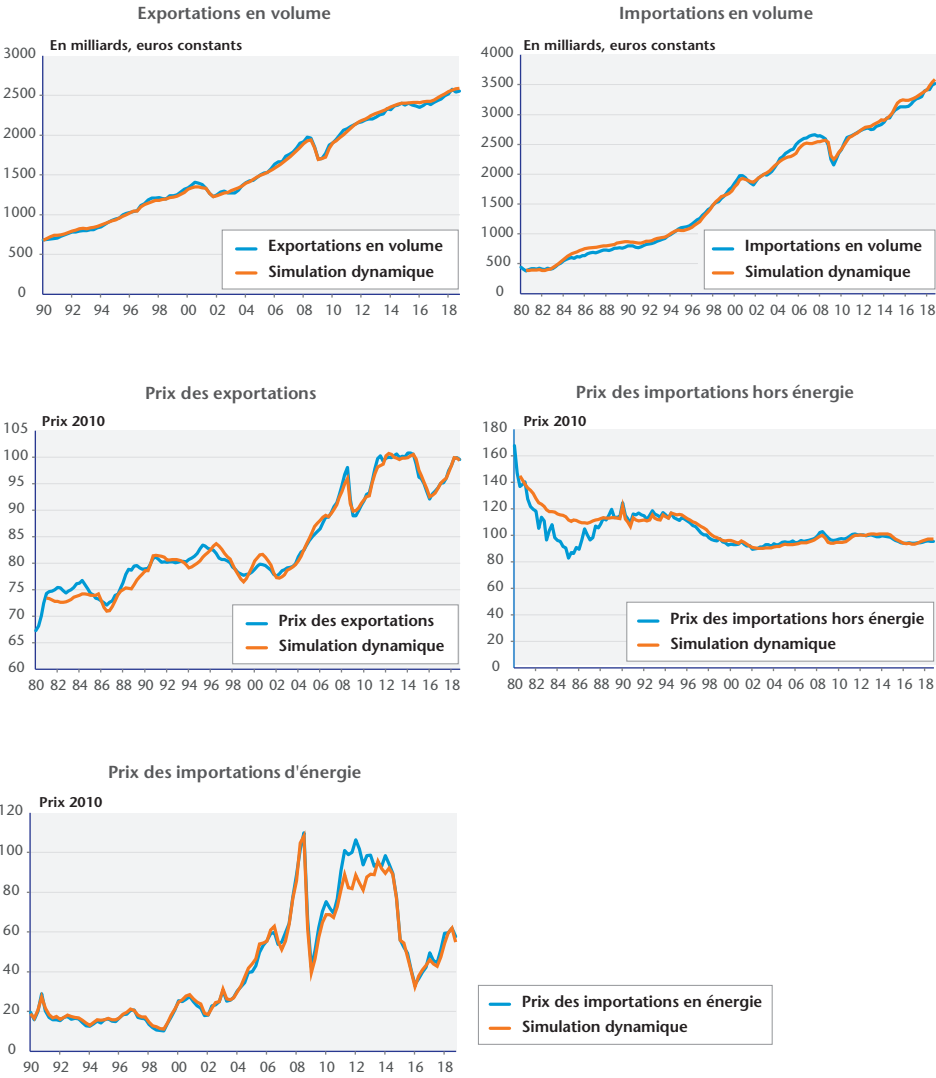 Exportations en volume
En milliards, euros constants
3000
2500
2000
1500
1000
500
0
Exportations en volume
Simulation dynamique
90 92 94 96 98 00 02 04 06 08 10 12 14 16 18
Importations en volume
En milliards, euros constants
4000
3500
3000
2500
2000
1500
1000
500
0
Importations en volume
Simulation dynamique
80 82 84 86 88 90 92 94 96 98 00 02 04 06 08 10 12 14 16 18
Prix des exportations
Prix 2010
105
100
95
90
85
80
75
70
65
60
Prix des exportations
Simulation dynamique
80 82 84 86 88 90 92 94 96 98 00 02 04 06 08 10 12 14 16 18
Prix des importations hors énergie
Prix 2010
180
160
140
120
100
80
60
40
20
0
Prix des importations hors énergie
Simulation dynamique
80 82 84 86 88 90 92 94 96 98 00 02 04 06 08 10 12 14 16 18
Prix des importations d'énergie
Prix 2010
120
100
80
60
40
20
0
90 92 94 96 98 00 02 04 06 08 10 12 14 16 18
Prix des importations en énergie
Simulation dynamique